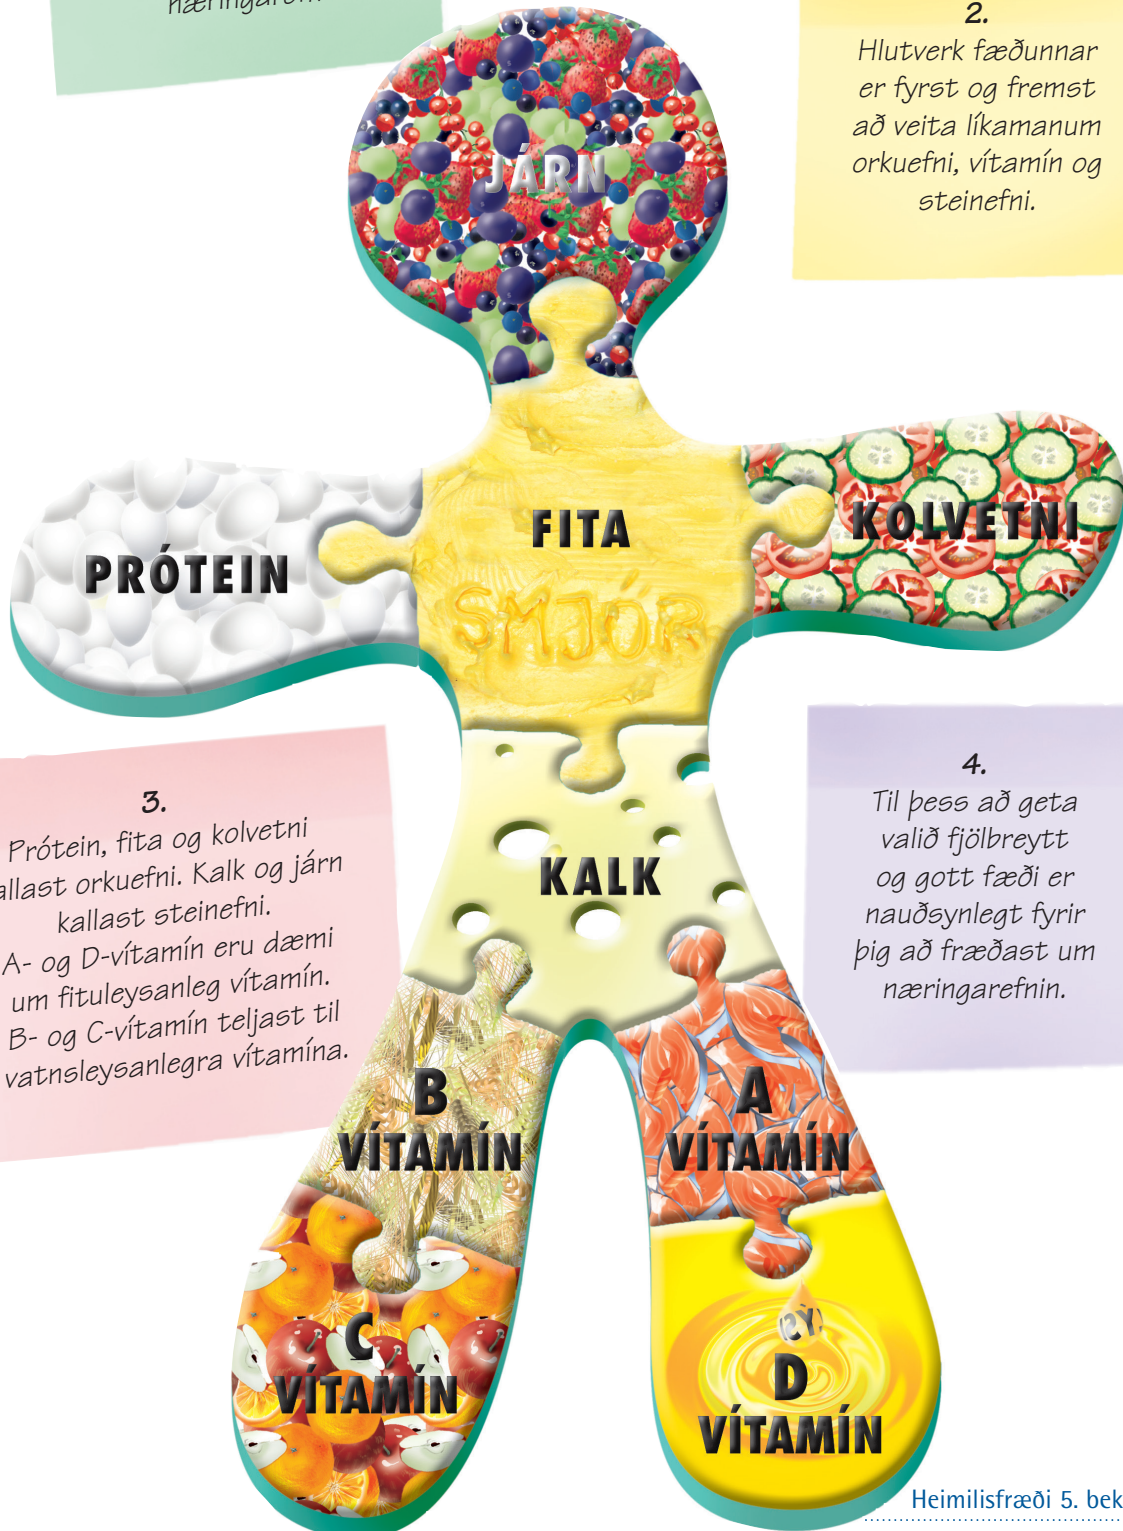 2.
Hlutverk fæðunnar
er fyrst og fremst
að veita líkamanum
orkuefni, vítamín og
steinefni.
JÁRN
PRÓTEIN
FITA
KOLVETNI
SMJÖR
3.
Prótein, fita og kolvetni
kallast orkuefni. Kalk og járn
kallast steinefni.
A- og D-vítamín eru dæmi
um fituleysanleg vítamín.
B- og C-vítamín teljast til
vatnsleysanlegra vítamína.
4.
Til þess að geta
valið fjölbreytt
og gott fæði er
nauðsynlegt fyrir
þig að fræðast um
næringarefnin.
KALK
B
VÍTAMÍN
A
VÍTAMÍN
C
VÍTAMÍN
D
VÍTAMÍN
Heimilisfræði 5. bek